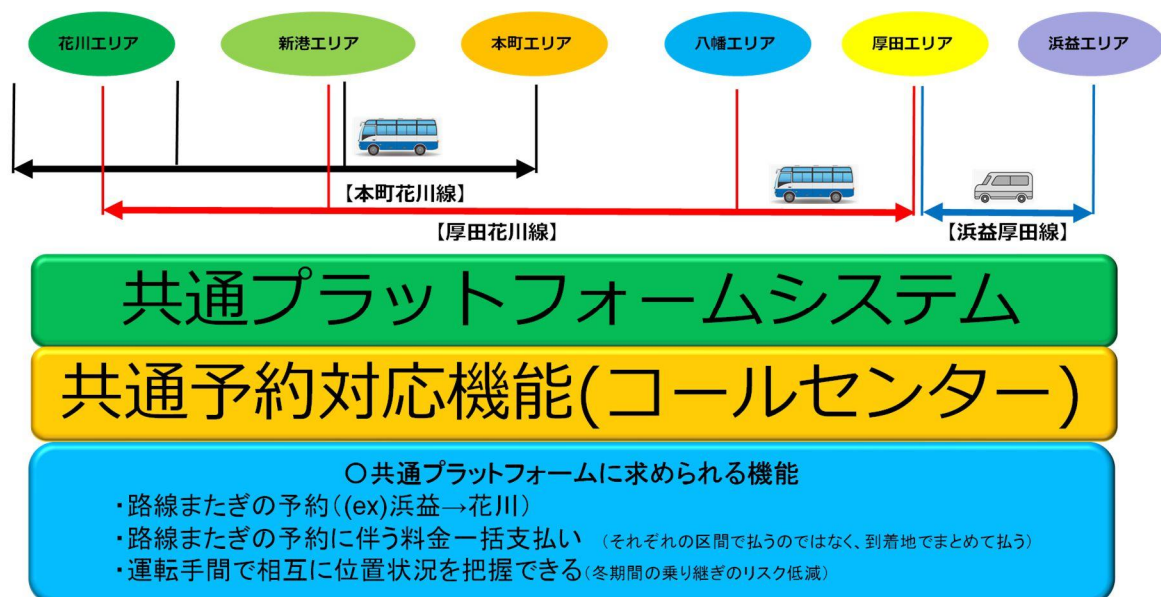 花川エリア
新港エリア
本町エリア
八幡エリア
厚田エリア
浜益エリア
【本町花川線】
【厚田花川線】
【浜益厚田線】
共通プラットフォームシステム
共通予約対応機能(コールセンター)
○共通プラットフォームに求められる機能
・路線またぎの予約((ex)浜益→花川)
・路線またぎの予約に伴う料金一括支払い (それぞれの区間で払うのではなく、到着地でまとめて払う)
・運転手間で相互に位置状況を把握できる(冬期間の乗り継ぎのリスク低減)